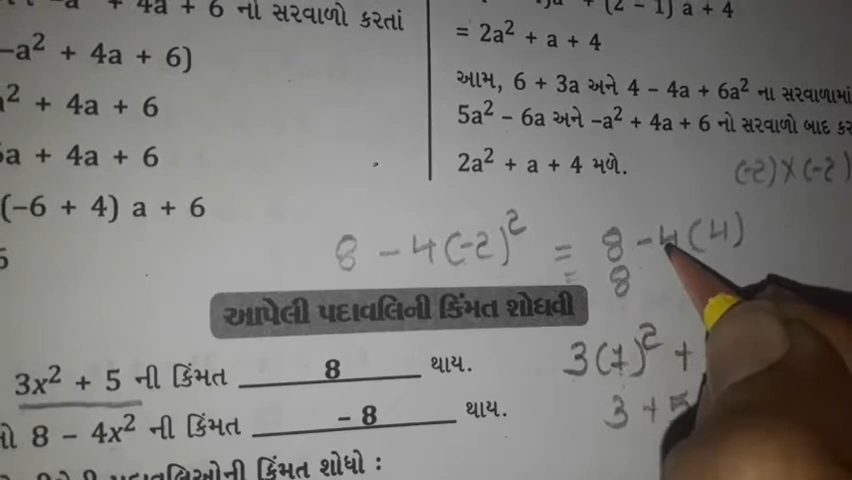 4a + 6 નો સરવાળો કરતાં
–a² + 4a + 6)
² + 4a + 6
a + 4a + 6
(–6 + 4) a + 6
(2 – 1) a + 4
= 2a² + a + 4
આમ, 6 + 3a અને 4 – 4a + 6a² ના સરવાળામાં
5a² – 6a અને –a² + 4a + 6 નો સરવાળો બાદ
2a² + a + 4 મળે.
(-2) × (-2)
8 - 4(-2)² = 8 - 4(4)
= 8
આપેલી પદાવલિની કિંમત શોધવી
3x² + 5 ની કિંમત 8 થાય.
8 – 4x² ની કિંમત – 8 થાય.
3(1)² +
3 + 5
કિંમત શોધો :